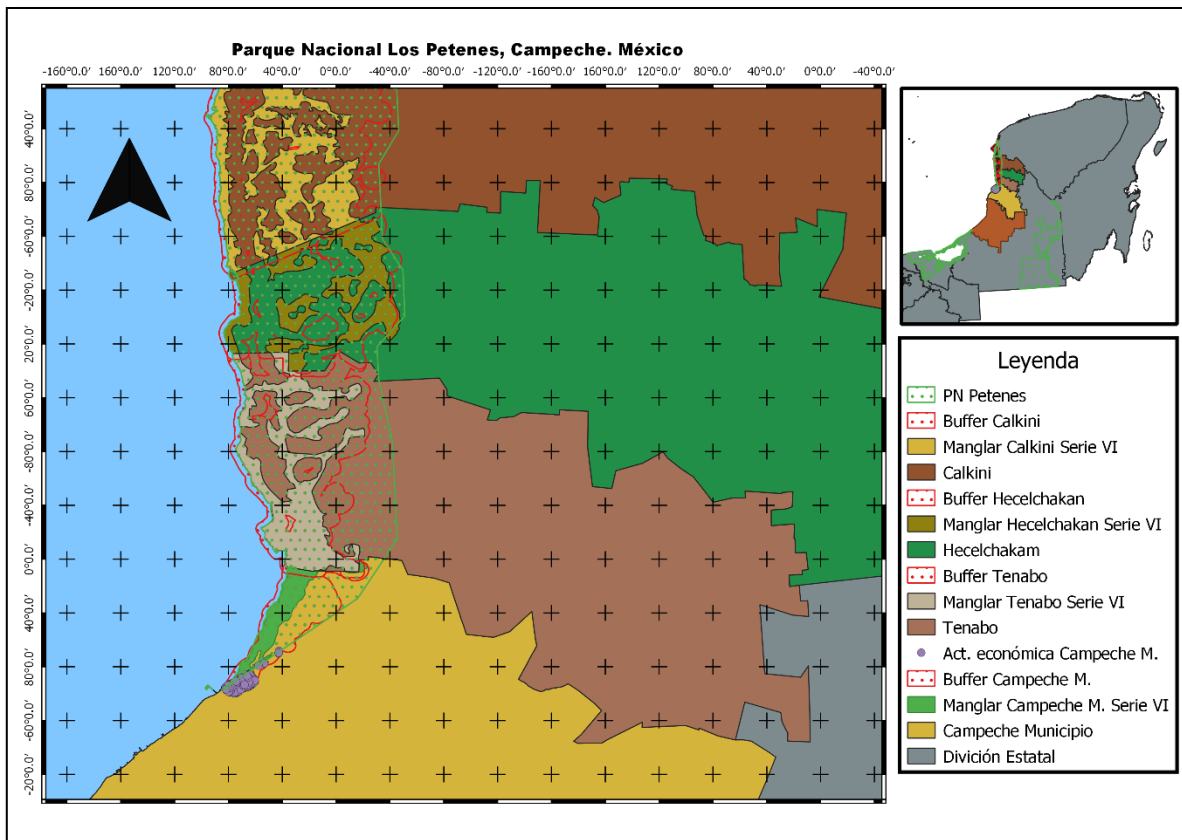 Parque Nacional Los Petenes, Campeche. México
-160°0.0' 160°0.0' 120°0.0' 80°0.0' 40°0.0' 0°0.0' -40°0.0' -80°0.0' -120°0.0' -160°0.0' 160°0.0' 120°0.0' 80°0.0' 40°0.0' 0°0.0' -40°0.0'
40°0.0'
80°0.0'
-60°0.0'
-20°0.0'
20°0.0'
60°0.0'
80°0.0'
40°0.0'
0°0.0'
40°0.0'
80°0.0'
-60°0.0'
-20°0.0'
Leyenda
PN Petenes
Buffer Calkini
Manglar Calkini Serie VI
Calkini
Buffer Hecelchakan
Manglar Hecelchakan Serie VI
Hecelchakam
Buffer Tenabo
Manglar Tenabo Serie VI
Tenabo
Act. económica Campeche M.
Buffer Campeche M.
Manglar Campeche M. Serie VI
Campeche Municipio
División Estatal